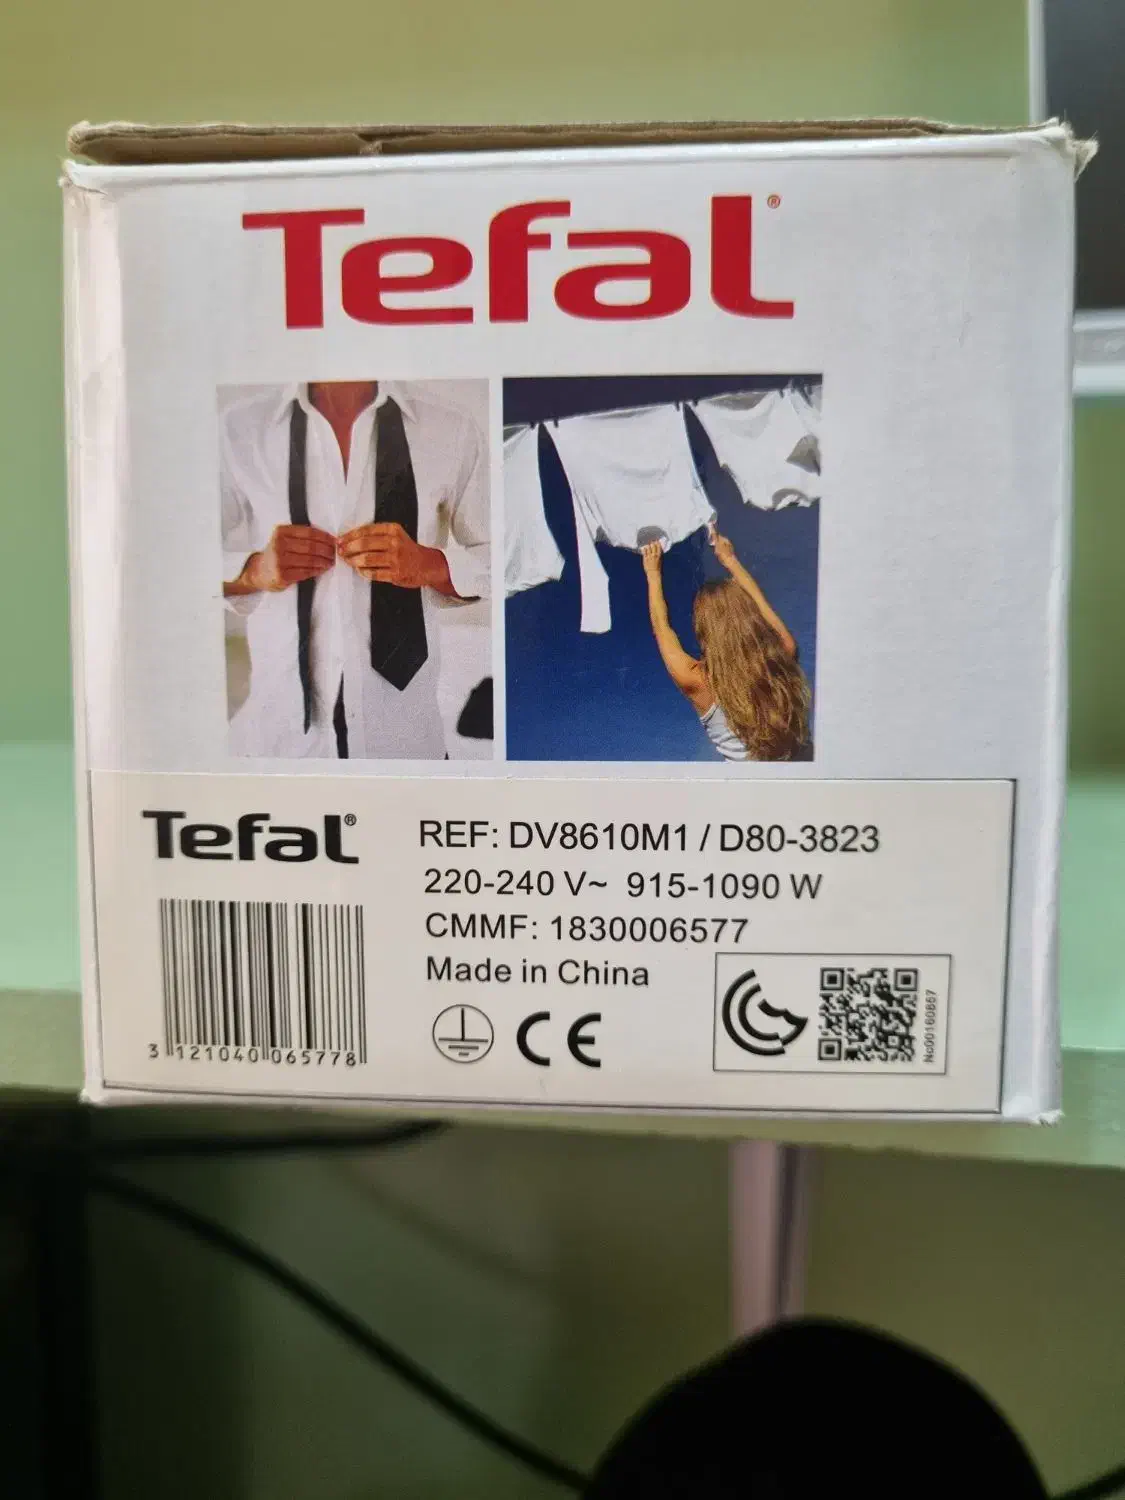 Tefal®
Tefal®
REF: DV8610M1 / D80-3823
220-240 V~ 915-1090 W
CMMF: 1830006577
Made in China
CE
3 121040 065778
No00160867